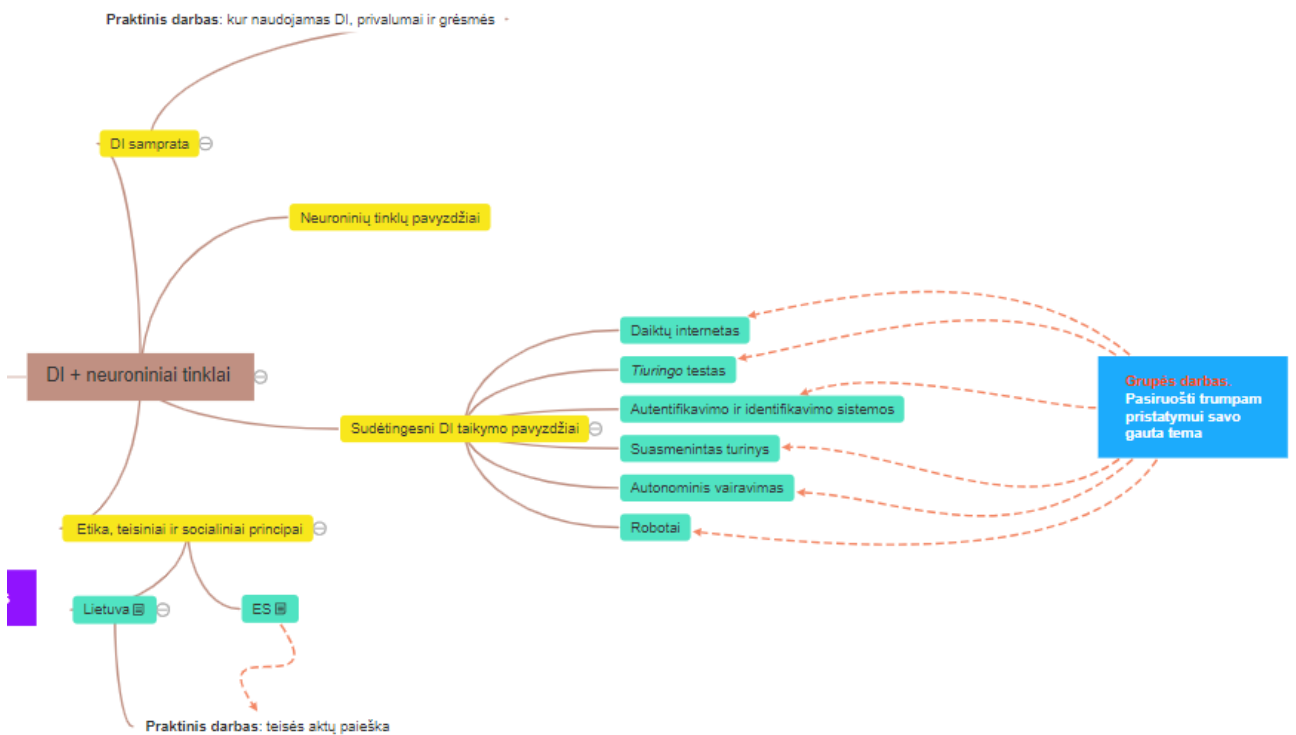 Praktinis darbas: kur naudojamas DI, privalumai ir grėsmės
DI samprata
Neuroninių tinklų pavyzdžiai
Daiktų internetas
DI + neuroniniai tinklai
Tiuringo testas
Grupės darbas.
Pasiruošti trumpam
pristatymui savo
gauta tema
Autentifikavimo ir identifikavimo sistemos
Sudėtingesni DI taikymo pavyzdžiai
Suasmenintas turinys
Autonominis vairavimas
Robotai
Etika, teisiniai ir socialiniai principai
Lietuva
ES
Praktinis darbas: teisės aktų paieška